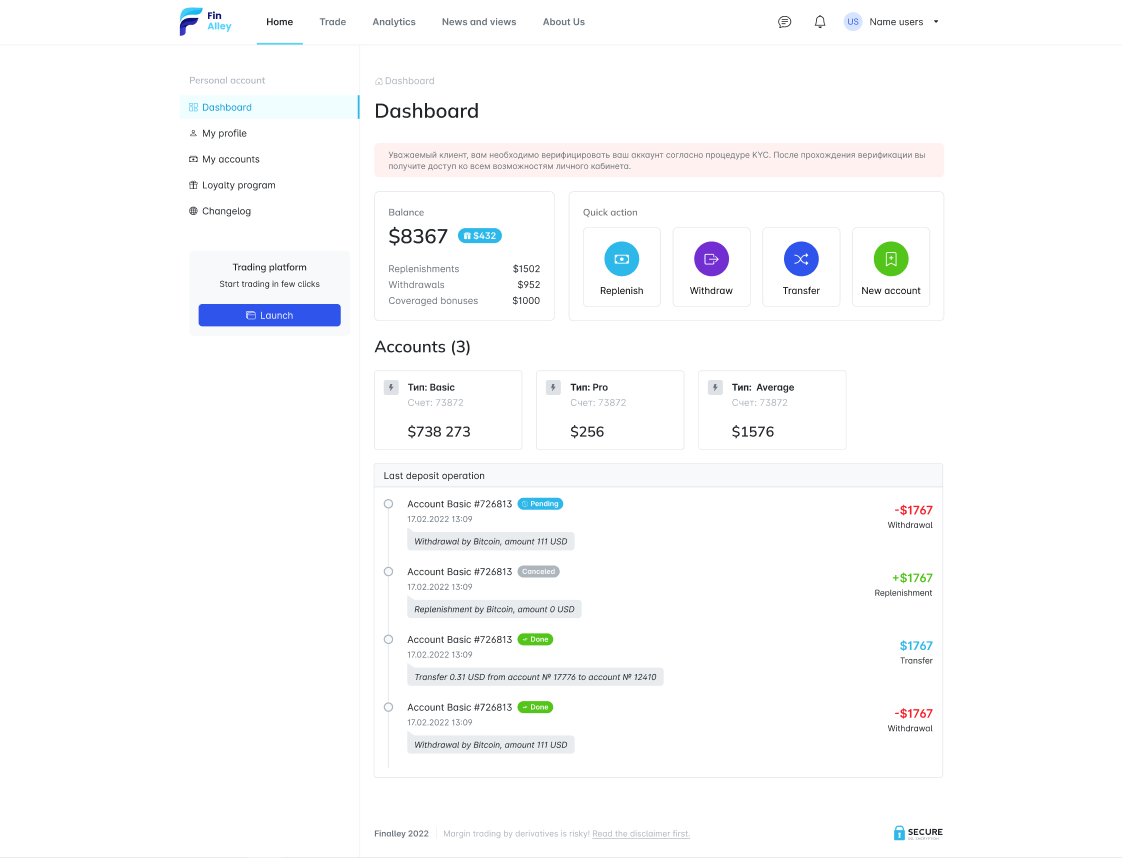 Fin
Alley
Home Trade Analytics News and views About Us
US Name users
Personal account
Dashboard
My profile
My accounts
Loyalty program
Changelog
Trading platform
Start trading in few clicks
Launch
Dashboard
Dashboard
Уважаемый клиент, вам необходимо верифицировать ваш аккаунт согласно процедуре KYC. После прохождения верификации вы
получите доступ ко всем возможностям личного кабинета.
Balance
$8367 $432
Replenishments $1502
Withdrawals $952
Coveraged bonuses $1000
Quick action
Replenish Withdraw Transfer New account
Accounts (3)
Тип: Basic
Счет: 73872
$738 273
Тип: Pro
Счет: 73872
$256
Тип: Average
Счет: 73872
$1576
Last deposit operation
Account Basic #726813 Pending
17.02.2022 13:09
Withdrawal by Bitcoin, amount 111 USD
-$1767
Withdrawal
Account Basic #726813 Canceled
17.02.2022 13:09
Replenishment by Bitcoin, amount 0 USD
+$1767
Replenishment
Account Basic #726813 Done
17.02.2022 13:09
Transfer 0.31 USD from account № 17776 to account № 12410
$1767
Transfer
Account Basic #726813 Done
17.02.2022 13:09
Withdrawal by Bitcoin, amount 111 USD
-$1767
Withdrawal
Finalley 2022 Margin trading by derivatives is risky! Read the disclaimer first.
SECURE